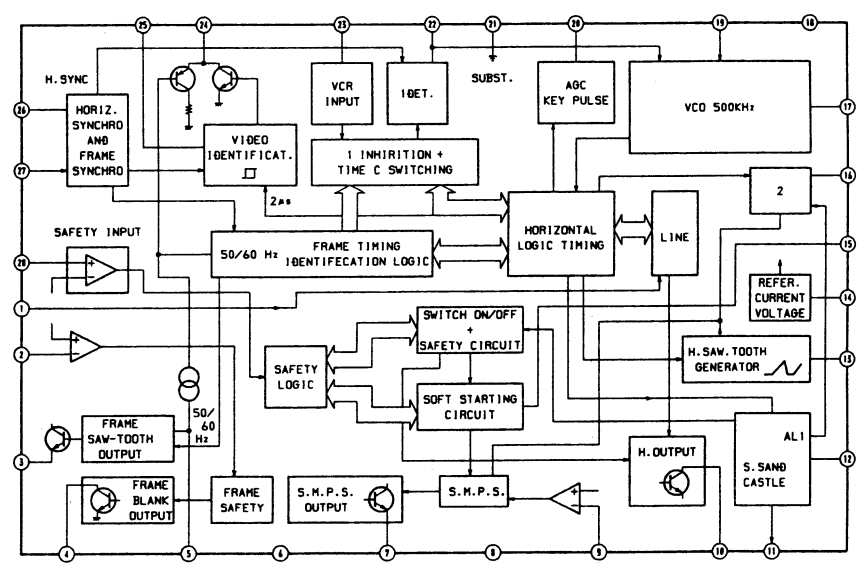 25
24
23
22
21
20
19
18
H.SYNC
SUBST.
26
HORIZ.
SYNCHRO
AND
FRAME
SYNCHRO
27
VCR
INPUT
IDET.
AGC
KEY PULSE
VCO 500KHz
17
VIDEO
IDENTIFICAT.
1 INHIRITION +
TIME C SWITCHING
2µs
16
2
SAFETY INPUT
50/60 Hz
FRAME TIMING
IDENTIFECATION LOGIC
HORIZONTAL
LOGIC TIMING
LINE
15
28
+
-
1
REFER.
CURRENT
VOLTAGE
14
2
+
-
SWITCH ON/OFF
+
SAFETY CIRCUIT
SAFETY
LOGIC
H.SAW.TOOTH
GENERATOR
13
SOFT STARTING
CIRCUIT
50/
60
Hz
FRAME
SAW-TOOTH
OUTPUT
3
AL1
S.SAND
CASTLE
12
H.OUTPUT
FRAME
BLANK
OUTPUT
FRAME
SAFETY
S.M.P.S.
OUTPUT
S.M.P.S.
+
-
4
5
6
7
8
9
10
11